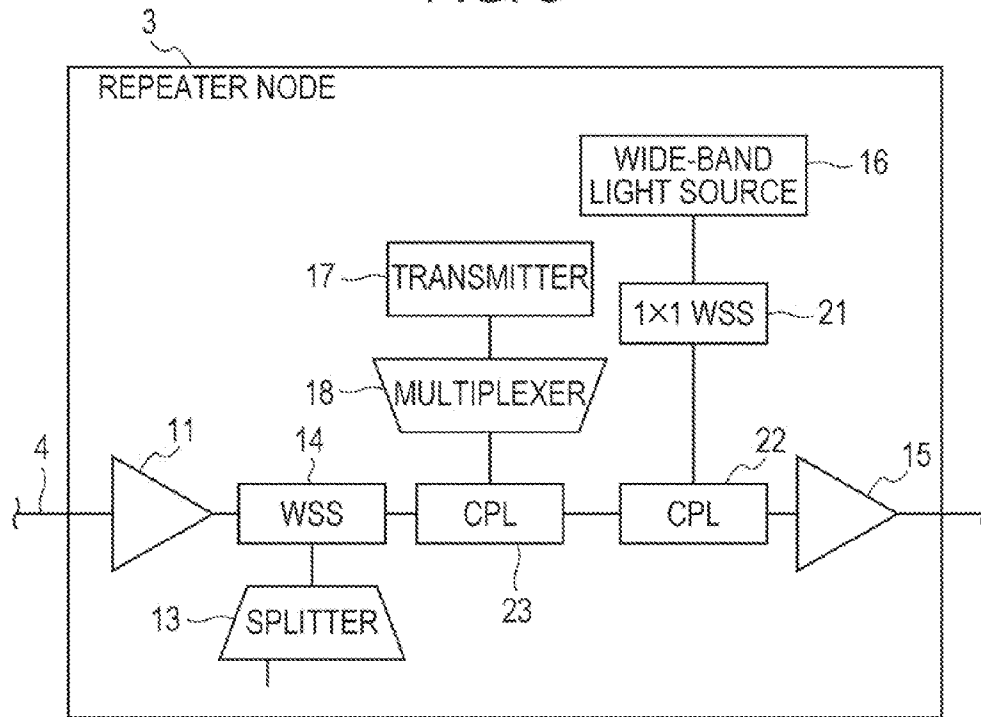 3
REPEATER NODE
WIDE-BAND
LIGHT SOURCE
16
17
TRANSMITTER
1×1 WSS
21
18
MULTIPLEXER
4
11
14
22
15
WSS
CPL
CPL
13
SPLITTER
23